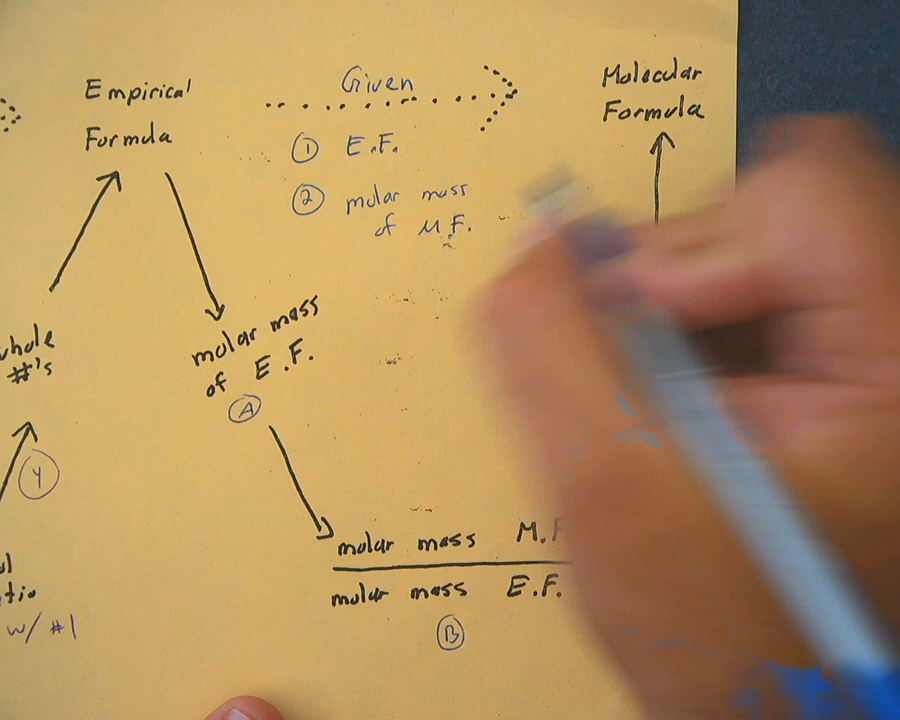 Empirical
Formula
Given
① E.F.
② molar mass
of M.F.
Molecular
Formula
whole
#'s
molar mass
of E.F.
Ⓐ
Ⓨ
molar mass M.F
molar mass E.F.
Ⓑ
w/ #1